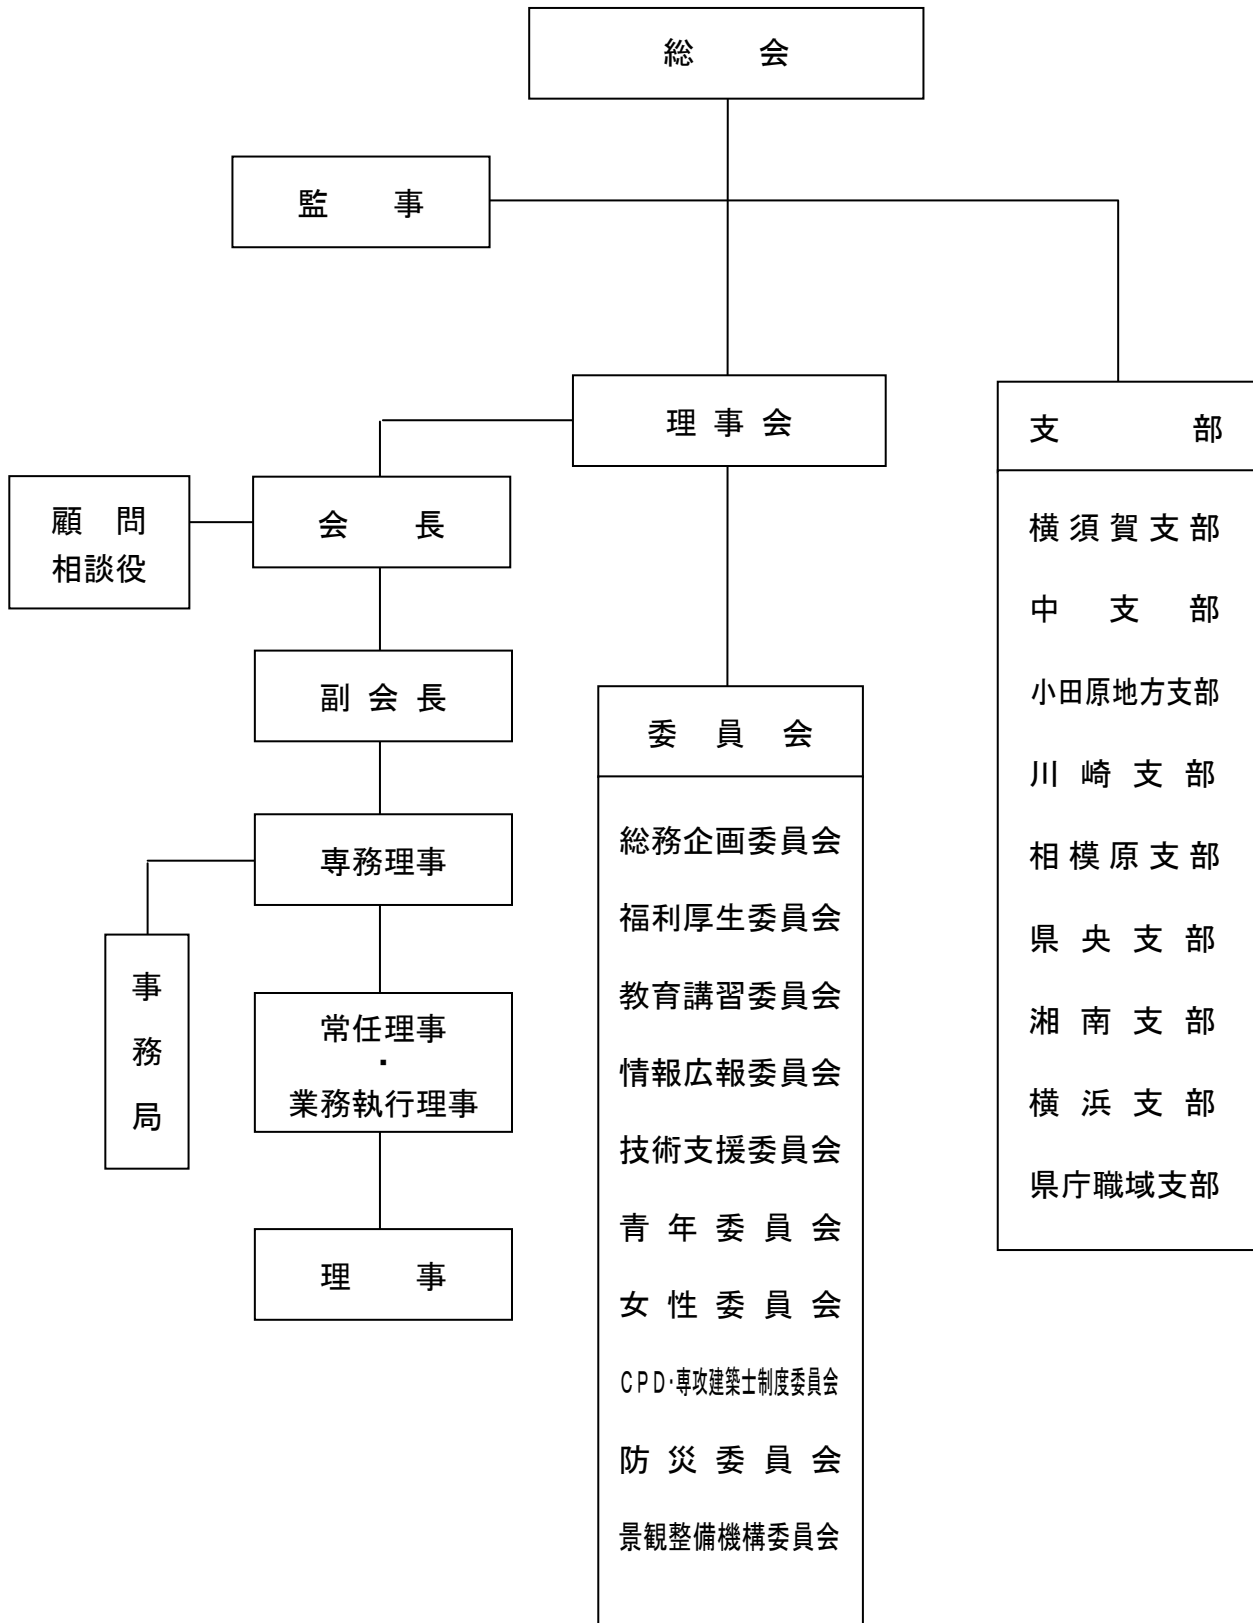 総会
監事
理事会
会長
顧問
相談役
副会長
専務理事
事務局
常任理事
・
業務執行理事
理事
委員会
総務企画委員会
福利厚生委員会
教育講習委員会
情報広報委員会
技術支援委員会
青年委員会
女性委員会
CPD・専攻建築士制度委員会
防災委員会
景観整備機構委員会
支部
横須賀支部
中支部
小田原地方支部
川崎支部
相模原支部
県央支部
湘南支部
横浜支部
県庁職域支部